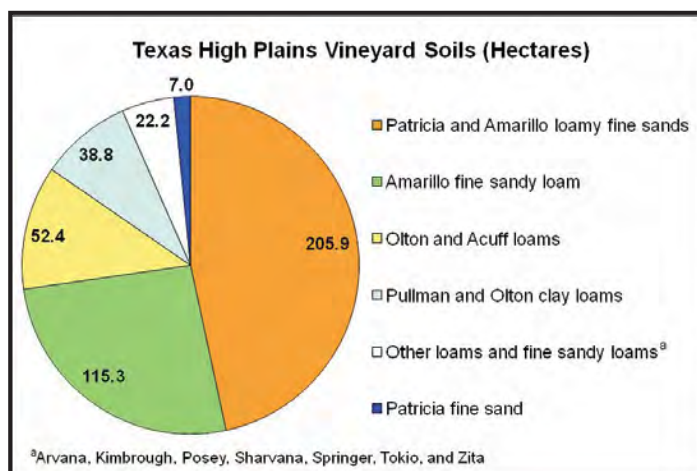 Texas High Plains Vineyard Soils (Hectares)
7.0
22.2
38.8
52.4
115.3
205.9
Patricia and Amarillo loamy fine sands
Amarillo fine sandy loam
Olton and Acuff loams
Pullman and Olton clay loams
Other loams and fine sandy loamsᵃ
Patricia fine sand
ᵃArvana, Kimbrough, Posey, Sharvana, Springer, Tokio, and Zita